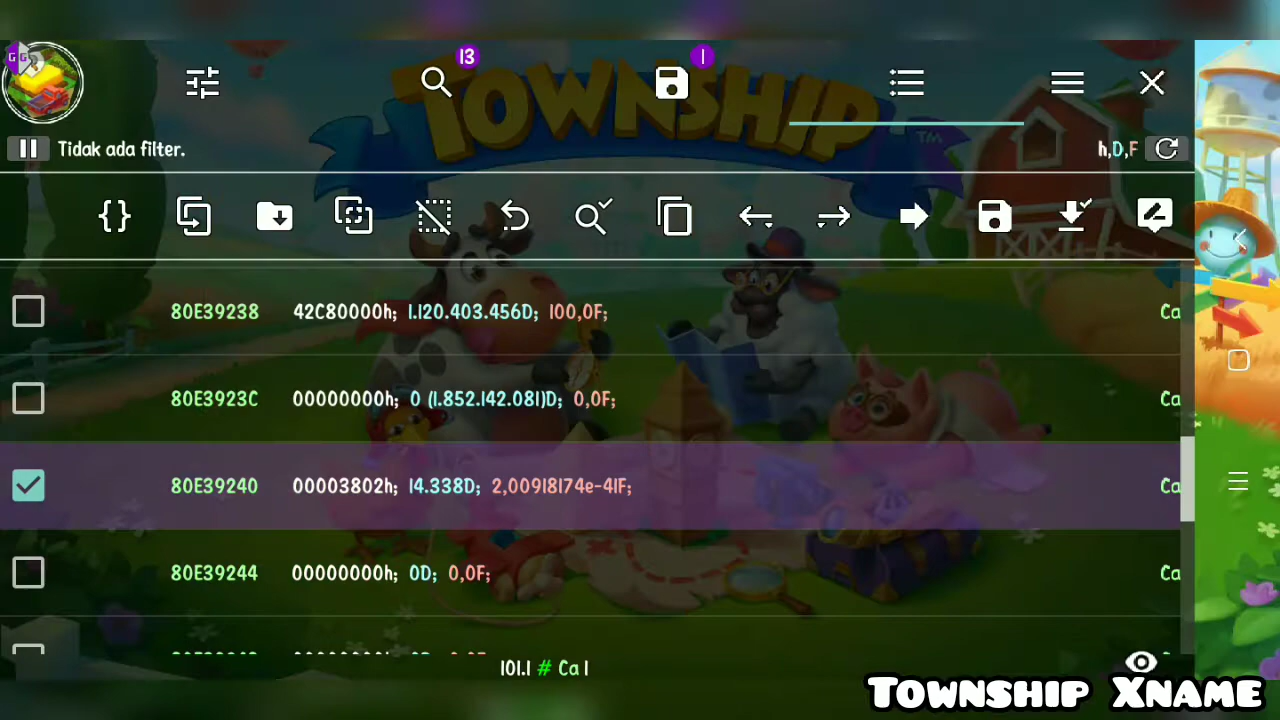 GG
13
1
TOWNSHIP™
Tidak ada filter.
h,D,F
80E39238 42C80000h; 1.120.403.456D; 100,0F; Ca
80E3923C 00000000h; 0 (1.852.142.081)D; 0,0F; Ca
80E39240 00003802h; 14.338D; 2,00918174e-41F; Ca
80E39244 00000000h; 0D; 0,0F; Ca
101.1 # Ca 1
TOWNSHIP XNAME